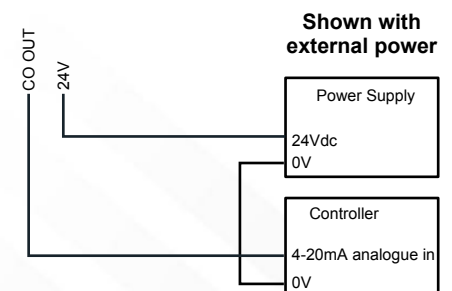 Shown with
external power
CO OUT
24V
Power Supply
24Vdc
0V
Controller
4-20mA analogue in
0V